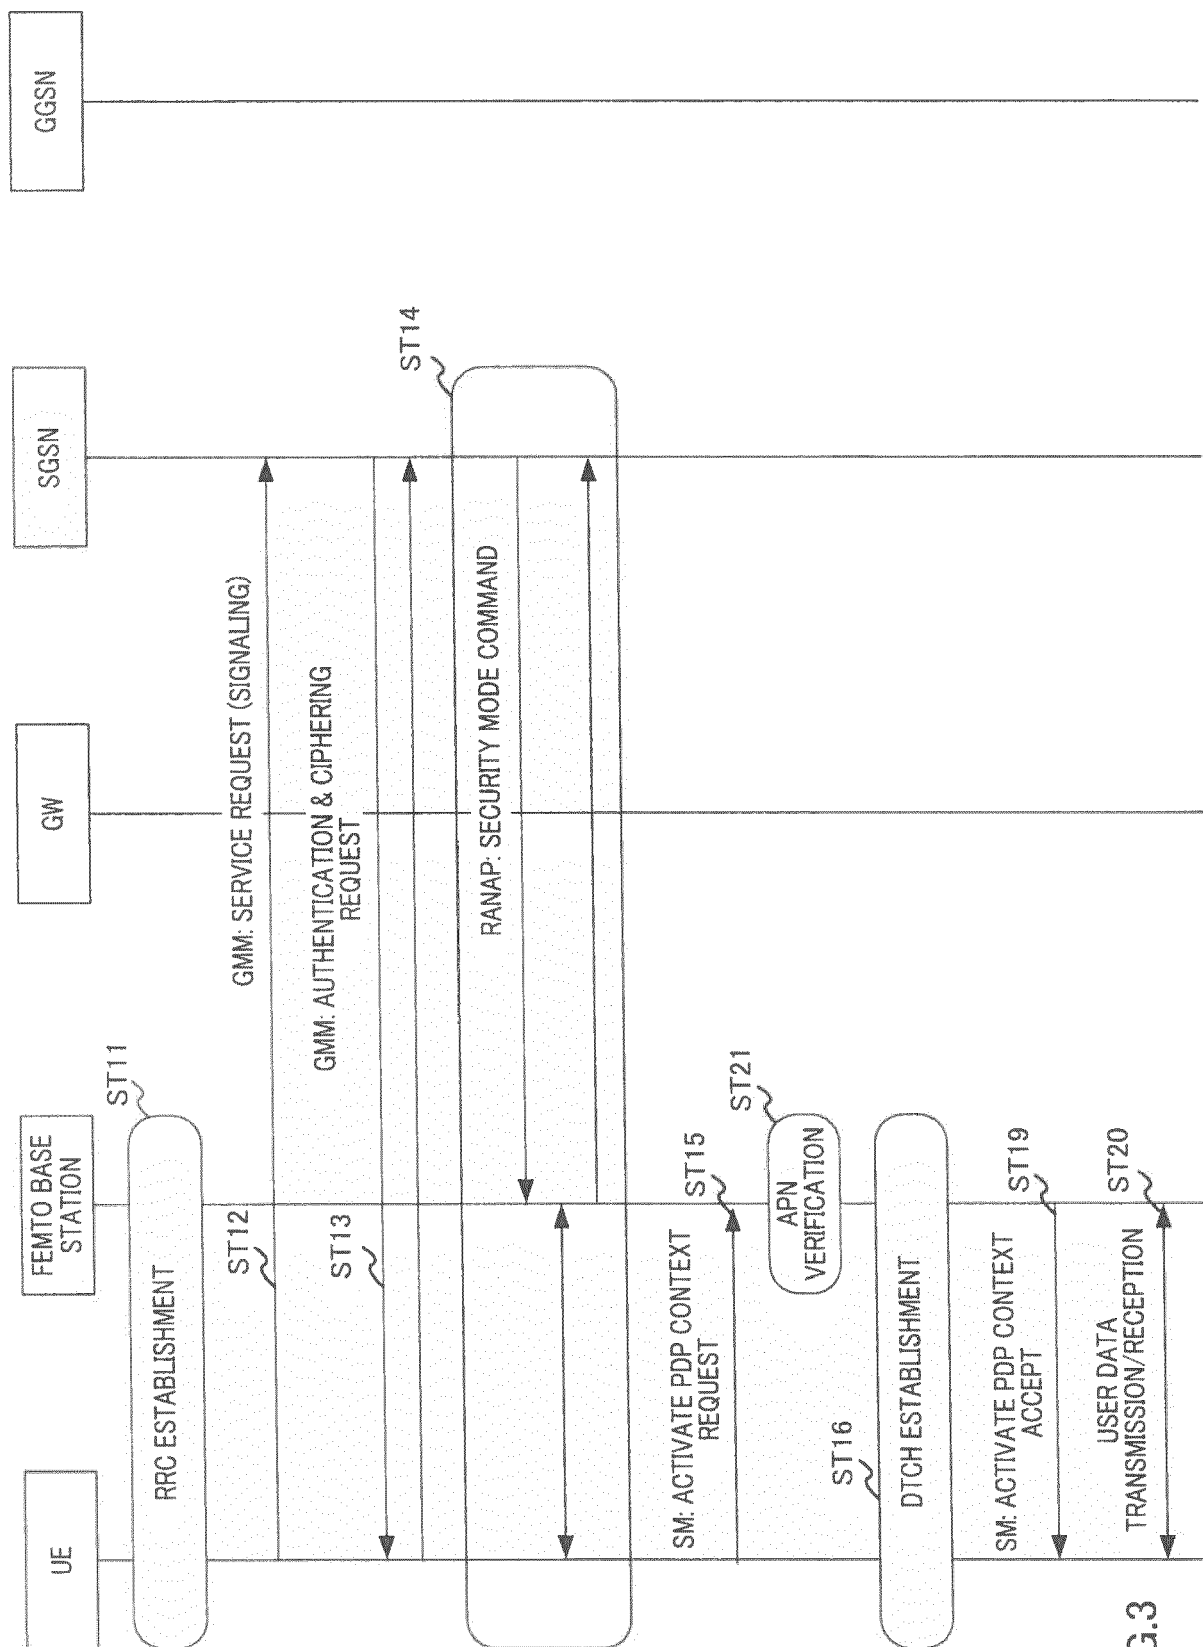 UE
FEMTO BASE
STATION
GW
SGSN
GGSN
ST11
RRC ESTABLISHMENT
ST12
GMM: SERVICE REQUEST (SIGNALING)
ST13
GMM: AUTHENTICATION & CIPHERING
REQUEST
ST14
RANAP: SECURITY MODE COMMAND
SM: ACTIVATE PDP CONTEXT
REQUEST
ST15
ST21
APN
VERIFICATION
ST16
DTCH ESTABLISHMENT
SM: ACTIVATE PDP CONTEXT
ACCEPT
ST19
USER DATA
TRANSMISSION/RECEPTION
ST20
G.3